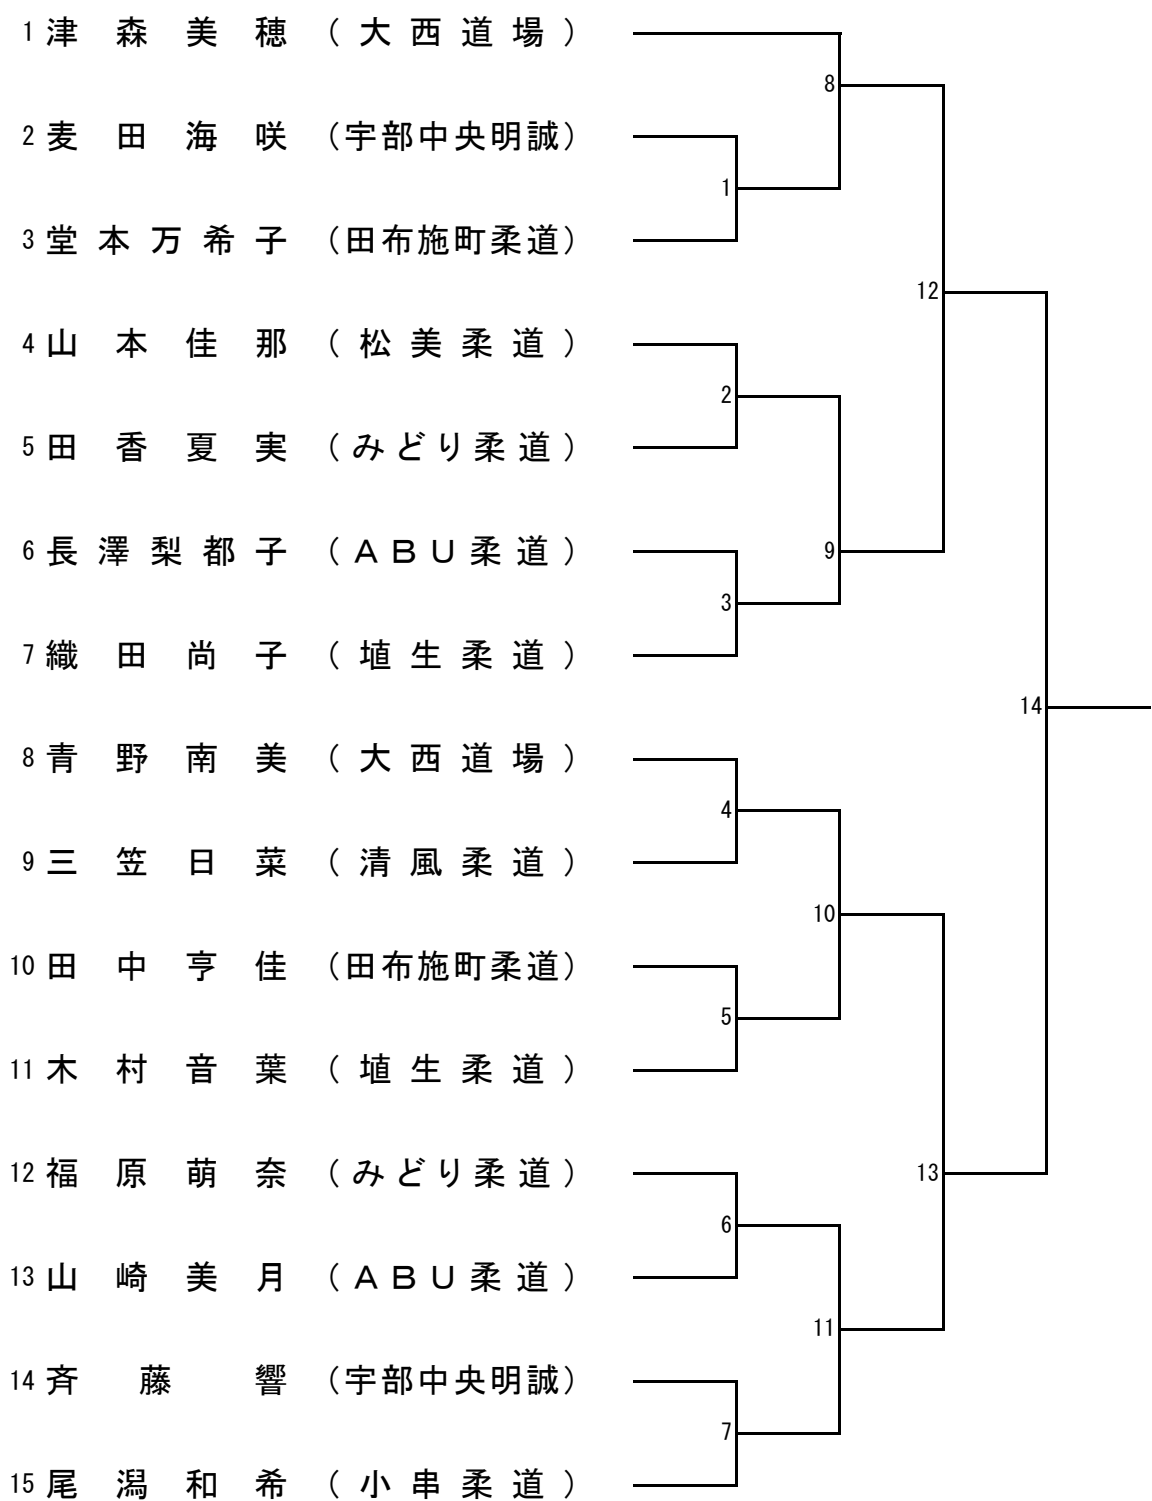 1 津森美穂 (大西道場)
8
2 麦田海咲 (宇部中央明誠)
1
3 堂本万希子 (田布施町柔道)
12
4 山本佳那 (松美柔道)
2
5 田香夏実 (みどり柔道)
6 長澤梨都子 (ABU柔道)
9
3
7 織田尚子 (埴生柔道)
14
8 青野南美 (大西道場)
4
9 三笠日菜 (清風柔道)
10
10 田中亨佳 (田布施町柔道)
5
11 木村音葉 (埴生柔道)
12 福原萌奈 (みどり柔道)
13
6
13 山崎美月 (ABU柔道)
11
14 斉藤響 (宇部中央明誠)
7
15 尾潟和希 (小串柔道)